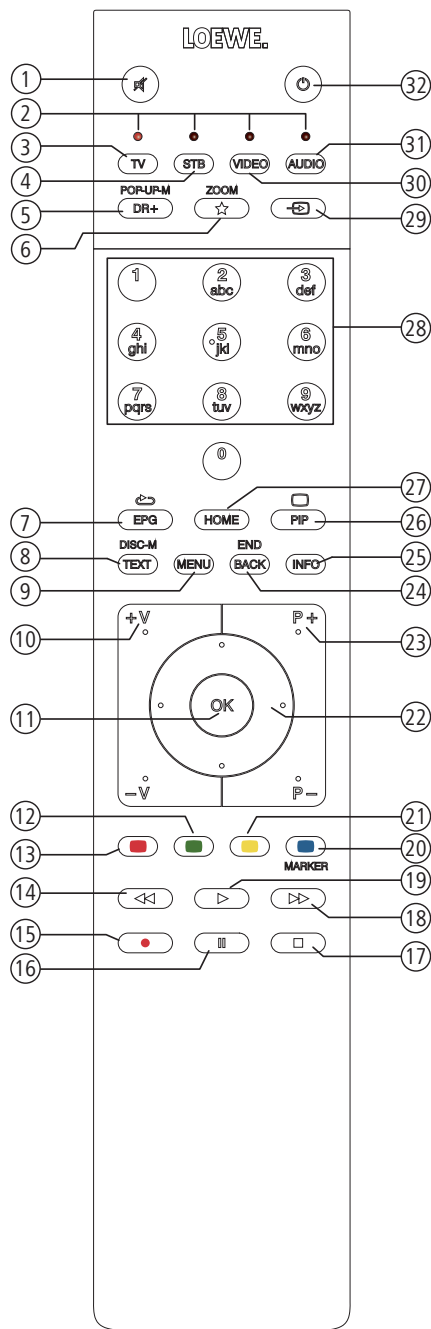 LOEWE.
1 32
2
3 TV STB VIDEO AUDIO 31
4 30
POP-UP-M ZOOM
5 DR+ 29
6
1 2 3
abc def
28
4 5 6
ghi jkl mno
7 8 9
pqrs tuv wxyz
0
27
7 EPG HOME PIP 26
DISC-M END
8 TEXT MENU BACK INFO 25
9 24
10 +V P+ 23
11 OK 22
-V P-
12 21
13 20
MARKER
14 19
18
15
16 17